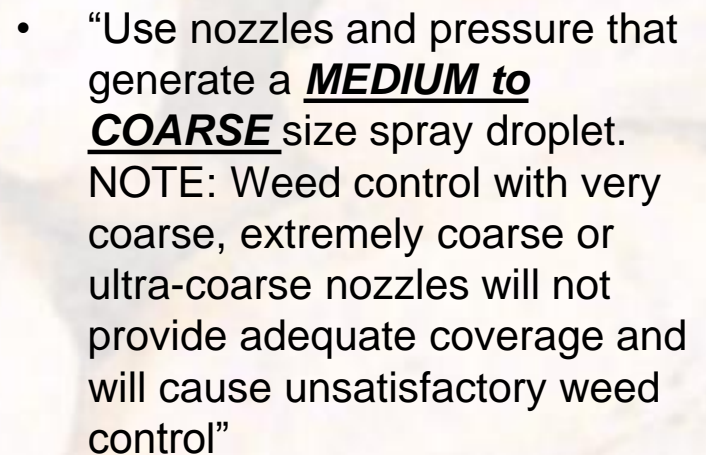 • “Use nozzles and pressure that
generate a MEDIUM to
COARSE size spray droplet.
NOTE: Weed control with very
coarse, extremely coarse or
ultra-coarse nozzles will not
provide adequate coverage and
will cause unsatisfactory weed
control”